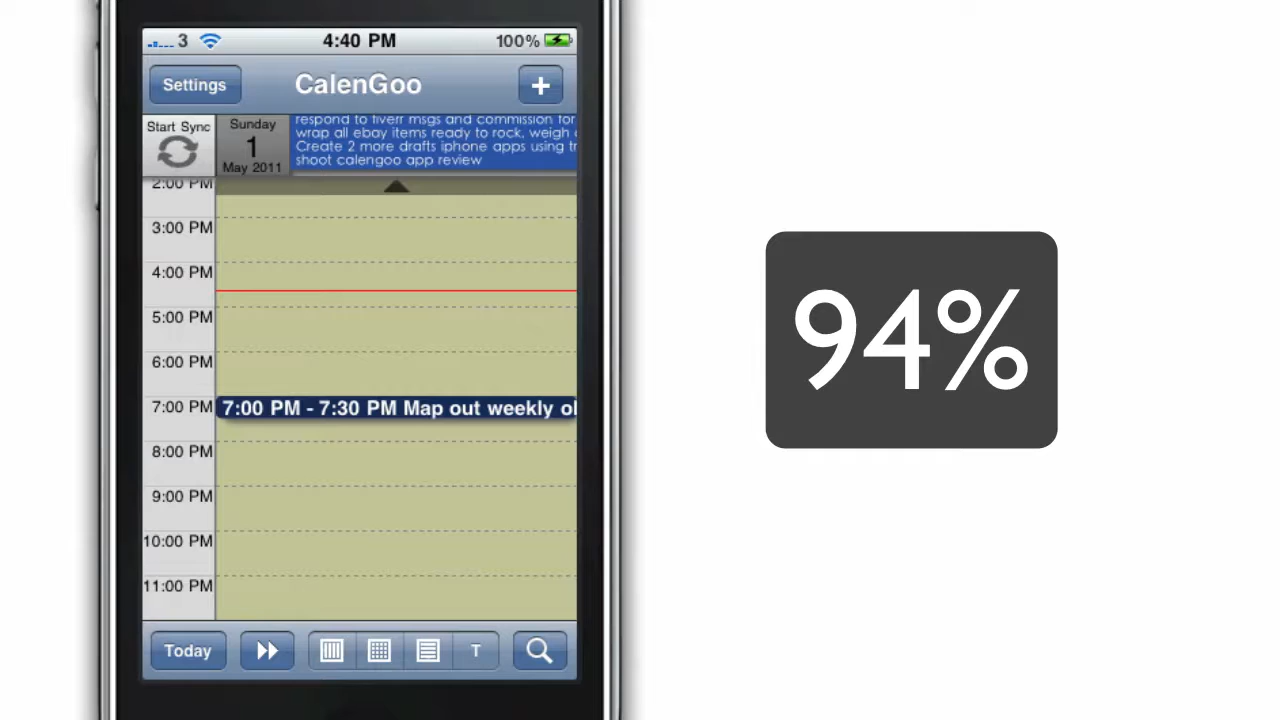 3
4:40 PM
100%
Settings
CalenGoo
+
Start Sync
Sunday
1
May 2011
respond to fiverr msgs and commission for
wrap all ebay items ready to rock, weigh
Create 2 more drafts iphone apps using
shoot calengoo app review
2:00 PM
3:00 PM
4:00 PM
5:00 PM
6:00 PM
7:00 PM
7:00 PM - 7:30 PM Map out weekly
8:00 PM
9:00 PM
10:00 PM
11:00 PM
Today
T
94%